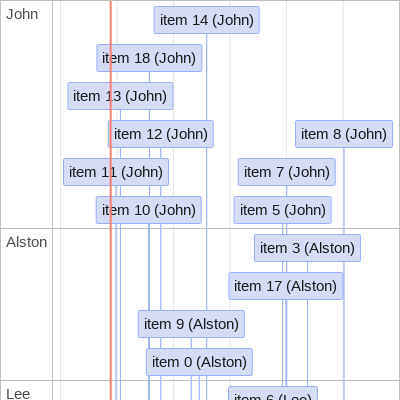 John
item 14 (John)
item 18 (John)
item 13 (John)
item 12 (John)
item 8 (John)
item 11 (John)
item 7 (John)
item 10 (John)
item 5 (John)
Alston
item 3 (Alston)
item 17 (Alston)
item 9 (Alston)
item 0 (Alston)
Lee
item 6 (Lee)